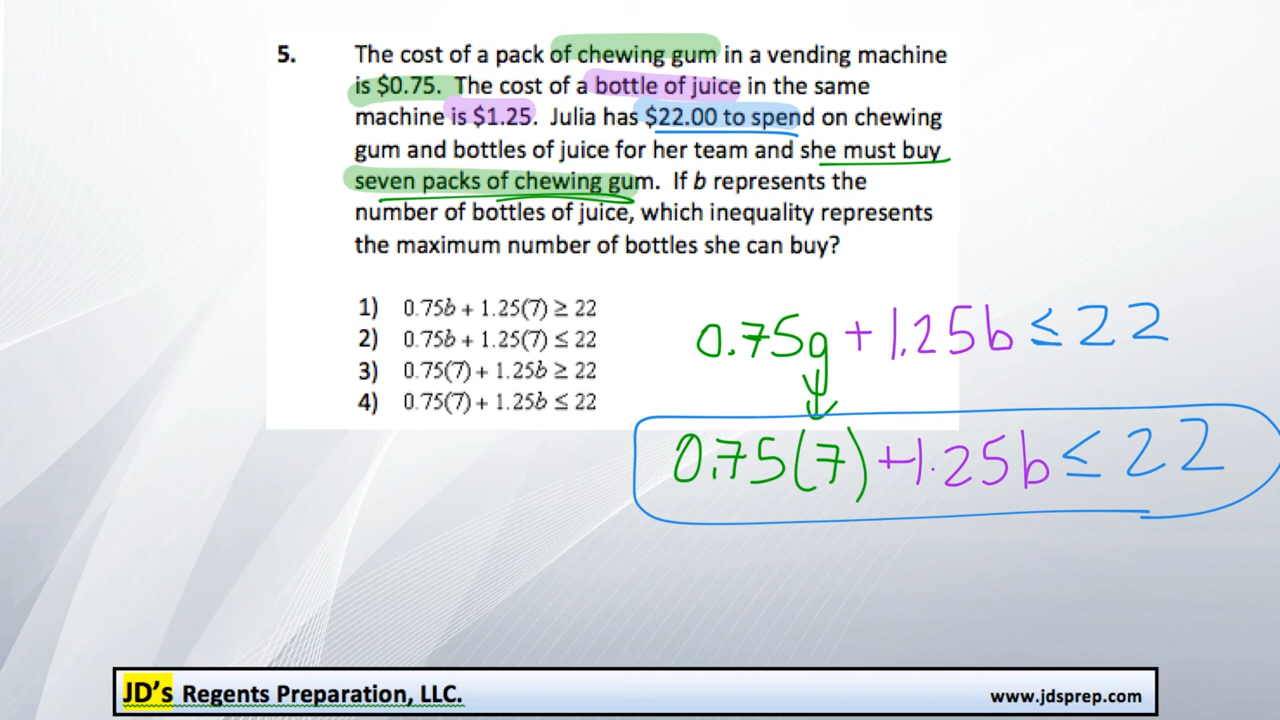 5. The cost of a pack of chewing gum in a vending machine
is $0.75. The cost of a bottle of juice in the same
machine is $1.25. Julia has $22.00 to spend on chewing
gum and bottles of juice for her team and she must buy
seven packs of chewing gum. If b represents the
number of bottles of juice, which inequality represents
the maximum number of bottles she can buy?
1) 0.75b + 1.25(7) ≥ 22
2) 0.75b + 1.25(7) ≤ 22
3) 0.75(7) + 1.25b ≥ 22
4) 0.75(7) + 1.25b ≤ 22
0.75g + 1.25b ≤ 22
0.75(7) + 1.25b ≤ 22
JD's Regents Preparation, LLC.
www.jdsprep.com